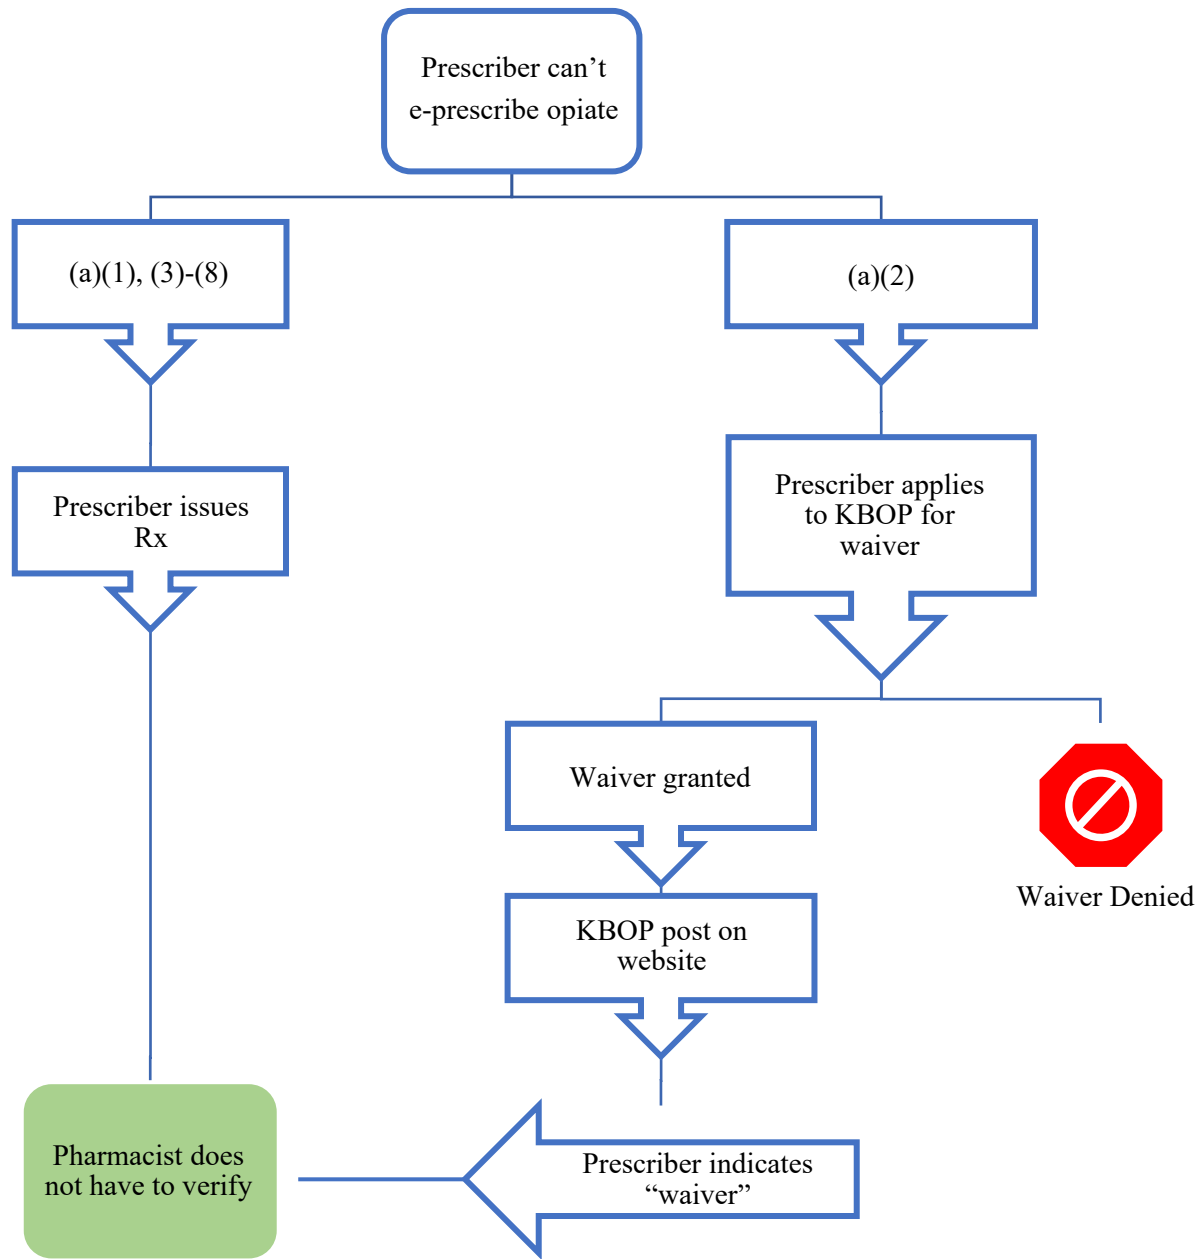 Prescriber can’t
e-prescribe opiate
(a)(1), (3)-(8)
(a)(2)
Prescriber issues
Rx
Prescriber applies
to KBOP for
waiver
Waiver granted
Waiver Denied
KBOP post on
website
Prescriber indicates
“waiver”
Pharmacist does
not have to verify